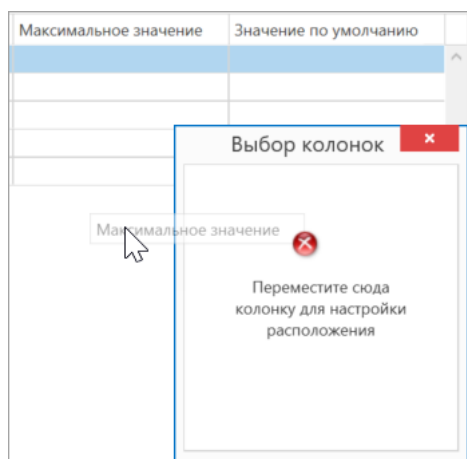 Максимальное значение Значение по умолчанию
Выбор колонок
Максимальное значение
Переместите сюда
колонку для настройки
расположения